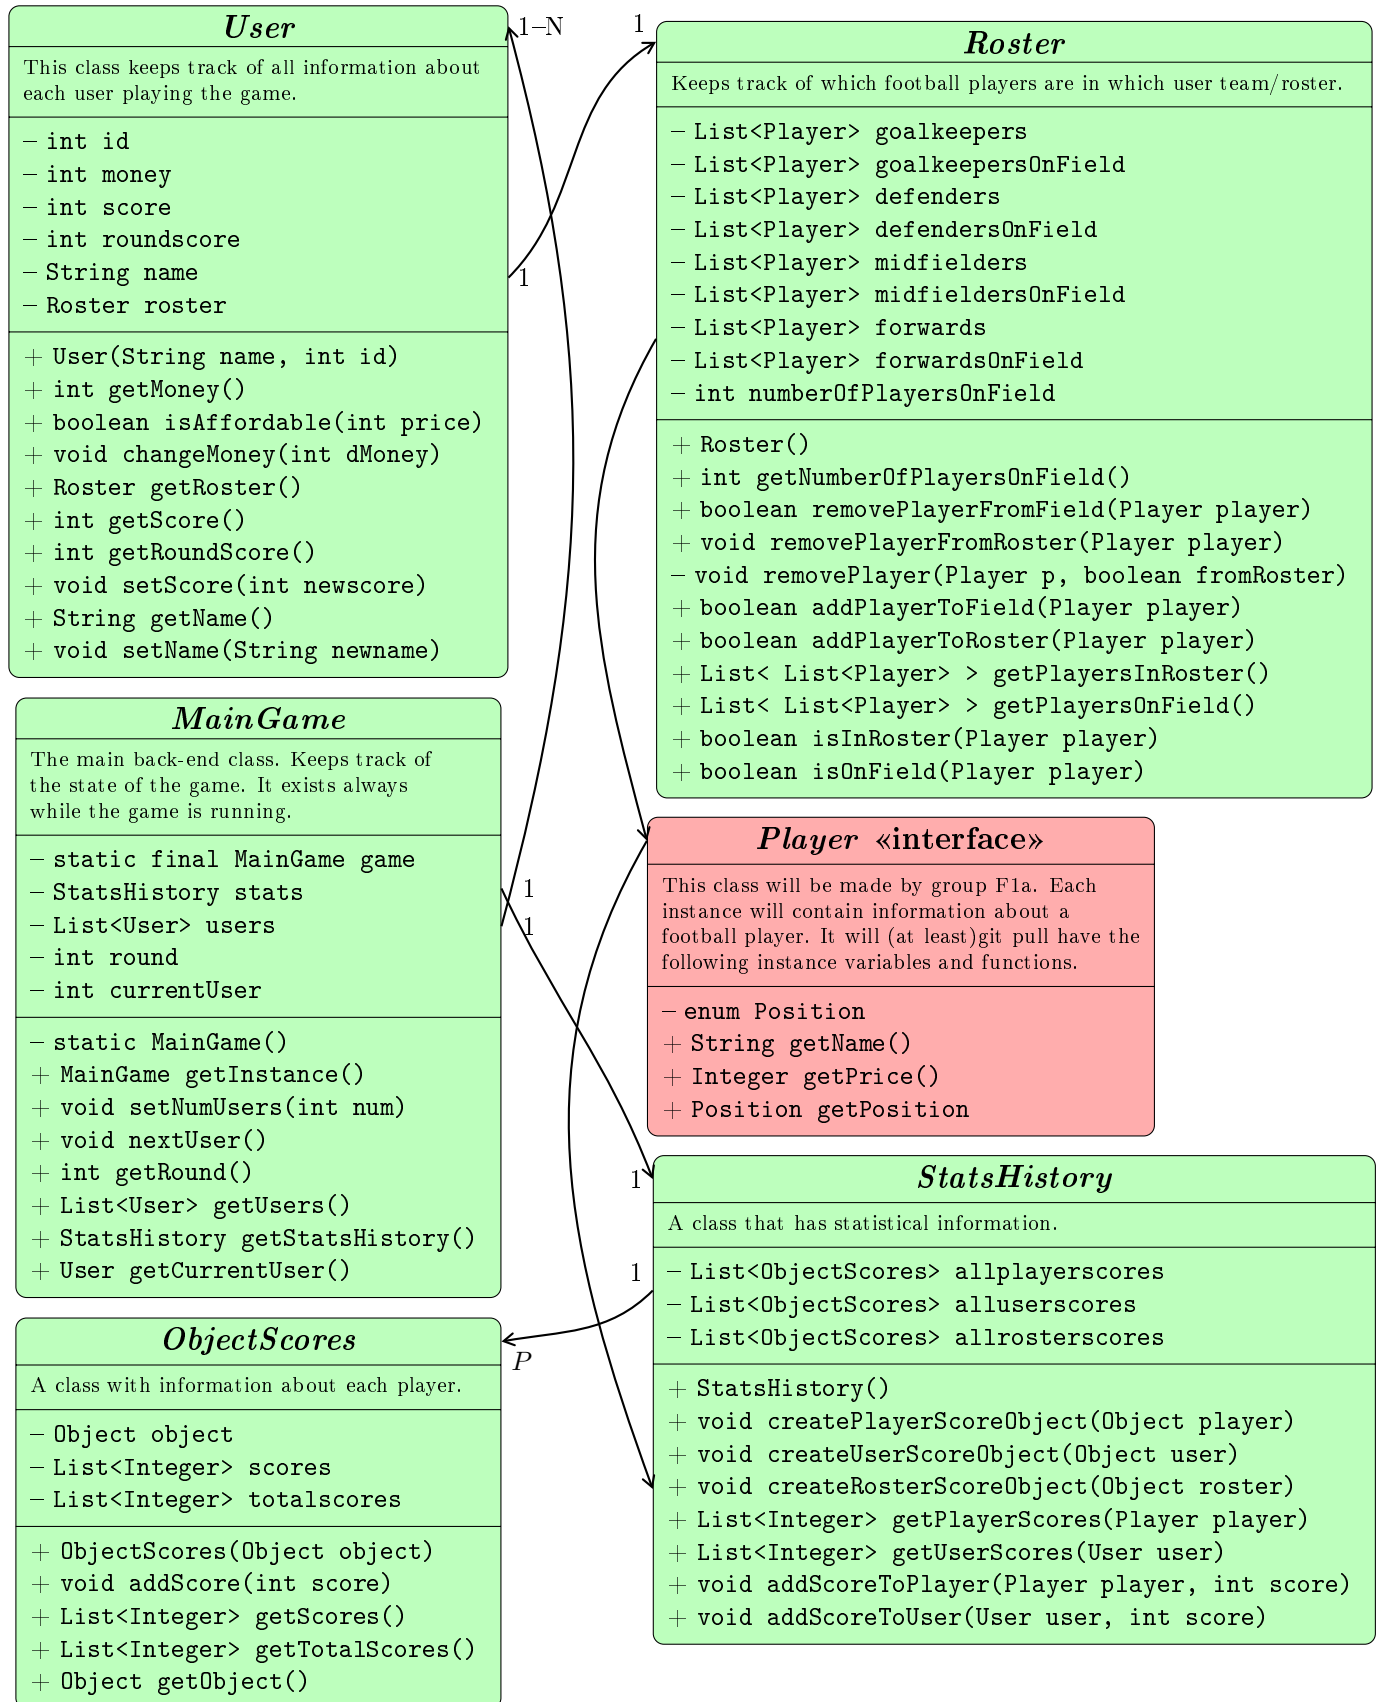 User
This class keeps track of all information about
each user playing the game.
– int id
– int money
– int score
– int roundscore
– String name
– Roster roster
+ User(String name, int id)
+ int getMoney()
+ boolean isAffordable(int price)
+ void changeMoney(int dMoney)
+ Roster getRoster()
+ int getScore()
+ int getRoundScore()
+ void setScore(int newscore)
+ String getName()
+ void setName(String newname)
1–N
1
1
Roster
Keeps track of which football players are in which user team/roster.
– List<Player> goalkeepers
– List<Player> goalkeepersOnField
– List<Player> defenders
– List<Player> defendersOnField
– List<Player> midfielders
– List<Player> midfieldersOnField
– List<Player> forwards
– List<Player> forwardsOnField
– int numberOfPlayersOnField
+ Roster()
+ int getNumberOfPlayersOnField()
+ boolean removePlayerFromField(Player player)
+ void removePlayerFromRoster(Player player)
– void removePlayer(Player p, boolean fromRoster)
+ boolean addPlayerToField(Player player)
+ boolean addPlayerToRoster(Player player)
+ List< List<Player> > getPlayersInRoster()
+ List< List<Player> > getPlayersOnField()
+ boolean isInRoster(Player player)
+ boolean isOnField(Player player)
MainGame
The main back-end class. Keeps track of
the state of the game. It exists always
while the game is running.
– static final MainGame game
– StatsHistory stats
– List<User> users
– int round
– int currentUser
– static MainGame()
+ MainGame getInstance()
+ void setNumUsers(int num)
+ void nextUser()
+ int getRound()
+ List<User> getUsers()
+ StatsHistory getStatsHistory()
+ User getCurrentUser()
1
1
Player «interface»
This class will be made by group F1a. Each
instance will contain information about a
football player. It will (at least)git pull have the
following instance variables and functions.
– enum Position
+ String getName()
+ Integer getPrice()
+ Position getPosition
1
StatsHistory
A class that has statistical information.
– List<ObjectScores> allplayerscores
– List<ObjectScores> alluserscores
– List<ObjectScores> allrosterscores
+ StatsHistory()
+ void createPlayerScoreObject(Object player)
+ void createUserScoreObject(Object user)
+ void createRosterScoreObject(Object roster)
+ List<Integer> getPlayerScores(Player player)
+ List<Integer> getUserScores(User user)
+ void addScoreToPlayer(Player player, int score)
+ void addScoreToUser(User user, int score)
1
P
ObjectScores
A class with information about each player.
– Object object
– List<Integer> scores
– List<Integer> totalscores
+ ObjectScores(Object object)
+ void addScore(int score)
+ List<Integer> getScores()
+ List<Integer> getTotalScores()
+ Object getObject()